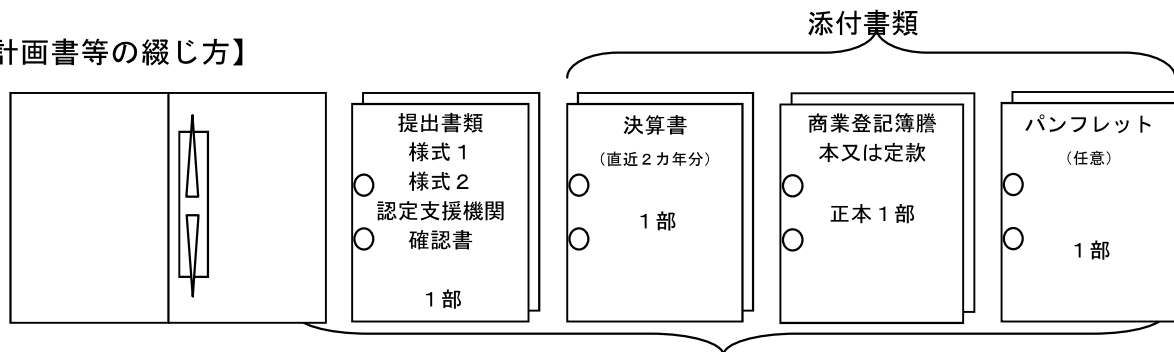 計画書等の綴じ方】
添付書類
提出書類
様式１
様式２
認定支援機関
確認書
１部
決算書
（直近２カ年分）
１部
商業登記簿謄
本又は定款
正本１部
パンフレット
（任意）
１部